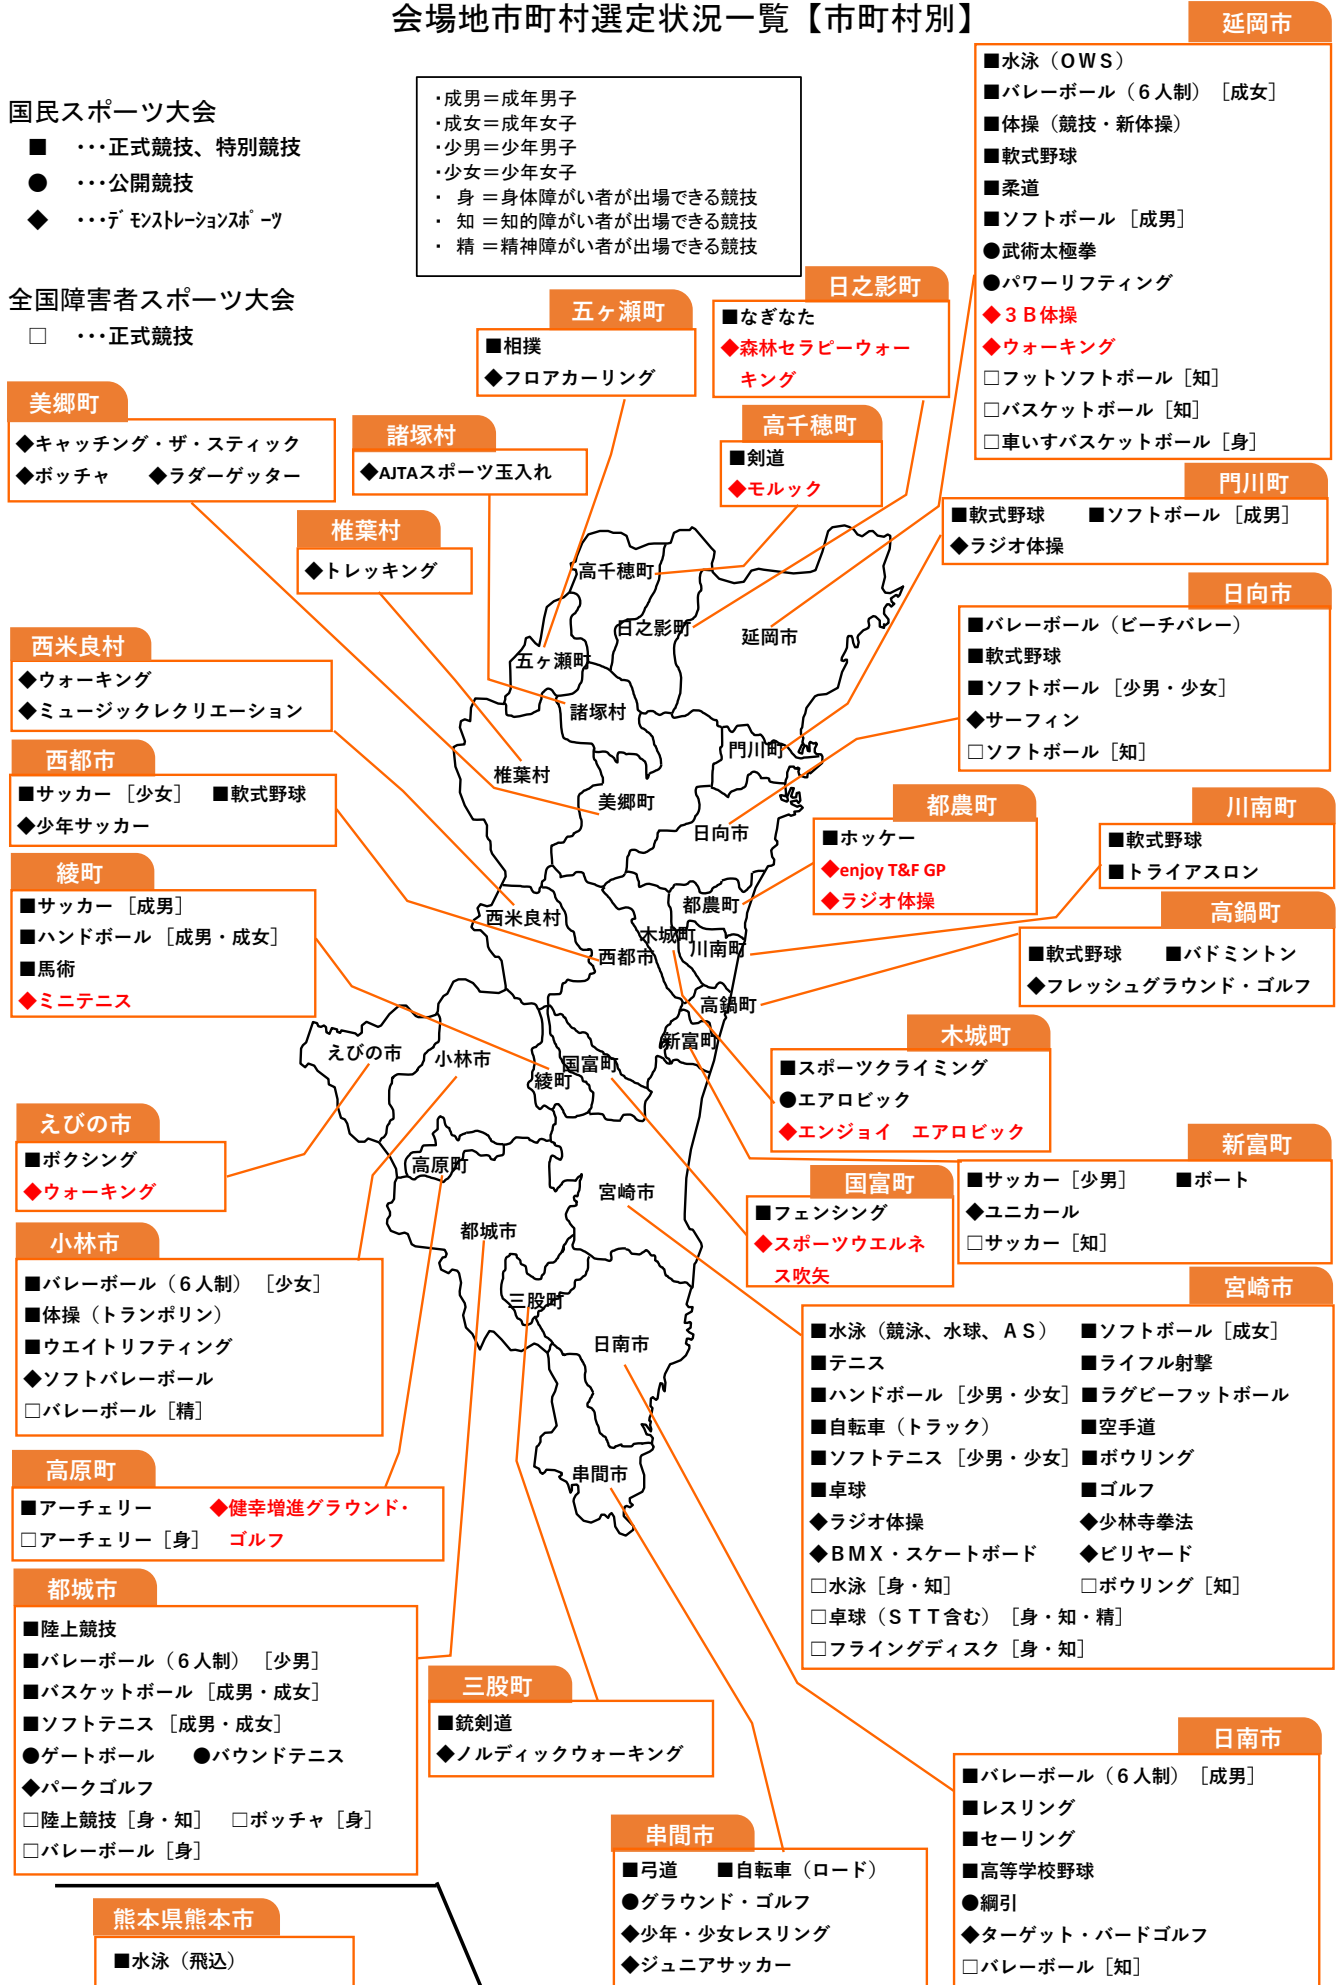 会場地市町村選定状況一覧【市町村別】
国民スポーツ大会
■ ･･･正式競技、特別競技
● ･･･公開競技
◆ ･･･ﾃﾞﾓﾝｽﾄﾚｰｼｮﾝｽﾎﾟｰﾂ
全国障害者スポーツ大会
□ ･･･正式競技
・成男＝成年男子
・成女＝成年女子
・少男＝少年男子
・少女＝少年女子
・ 身 ＝身体障がい者が出場できる競技
・ 知 ＝知的障がい者が出場できる競技
・ 精 ＝精神障がい者が出場できる競技
延岡市
■水泳（ＯＷＳ）
■バレーボール（６人制）［成女］
■体操（競技・新体操）
■軟式野球
■柔道
■ソフトボール ［成男］
●武術太極拳
●パワーリフティング
◆３Ｂ体操
◆ウォーキング
□フットソフトボール［知］
□バスケットボール［知］
□車いすバスケットボール［身］
日之影町
■なぎなた
◆森林セラピーウォー
キング
五ヶ瀬町
■相撲
◆フロアカーリング
美郷町
◆キャッチング・ザ・スティック
◆ボッチャ ◆ラダーゲッター
諸塚村
◆AJTAスポーツ玉入れ
高千穂町
■剣道
◆モルック
門川町
■軟式野球 ■ソフトボール ［成男］
◆ラジオ体操
椎葉村
◆トレッキング
日向市
■バレーボール（ビーチバレー）
■軟式野球
■ソフトボール ［少男・少女］
◆サーフィン
□ソフトボール［知］
西米良村
◆ウォーキング
◆ミュージックレクリエーション
西都市
■サッカー ［少女］ ■軟式野球
◆少年サッカー
都農町
■ホッケー
◆enjoy T&F GP
◆ラジオ体操
川南町
■軟式野球
■トライアスロン
綾町
■サッカー ［成男］
■ハンドボール ［成男・成女］
■馬術
◆ミニテニス
高鍋町
■軟式野球 ■バドミントン
◆フレッシュグラウンド・ゴルフ
木城町
■スポーツクライミング
●エアロビック
◆エンジョイ エアロビック
えびの市
■ボクシング
◆ウォーキング
新富町
■サッカー［少男］ ■ボート
◆ユニカール
□サッカー［知］
国富町
■フェンシング
◆スポーツウエルネ
ス吹矢
小林市
■バレーボール（６人制）［少女］
■体操（トランポリン）
■ウエイトリフティング
◆ソフトバレーボール
□バレーボール［精］
宮崎市
■水泳（競泳、水球、ＡＳ） ■ソフトボール［成女］
■テニス ■ライフル射撃
■ハンドボール ［少男・少女］ ■ラグビーフットボール
■自転車（トラック） ■空手道
■ソフトテニス ［少男・少女］ ■ボウリング
■卓球 ■ゴルフ
◆ラジオ体操 ◆少林寺拳法
◆ＢＭＸ・スケートボード ◆ビリヤード
□水泳［身・知］ □ボウリング［知］
□卓球（ＳＴＴ含む）［身・知・精］
□フライングディスク［身・知］
高原町
■アーチェリー ◆健幸増進グラウンド・
□アーチェリー［身］ ゴルフ
都城市
■陸上競技
■バレーボール（６人制）［少男］
■バスケットボール ［成男・成女］
■ソフトテニス ［成男・成女］
●ゲートボール ●バウンドテニス
◆パークゴルフ
□陸上競技［身・知］ □ボッチャ［身］
□バレーボール［身］
三股町
■銃剣道
◆ノルディックウォーキング
日南市
■バレーボール（６人制）［成男］
■レスリング
■セーリング
■高等学校野球
●綱引
◆ターゲット・バードゴルフ
□バレーボール［知］
串間市
■弓道 ■自転車（ロード）
●グラウンド・ゴルフ
◆少年・少女レスリング
◆ジュニアサッカー
熊本県熊本市
■水泳（飛込）
高千穂町
日之影町
延岡市
五ヶ瀬町
諸塚村
門川町
椎葉村
美郷町
日向市
都農町
西米良村
木城町
川南町
西都市
高鍋町
新富町
えびの市
小林市
国富町
綾町
高原町
宮崎市
都城市
三股町
日南市
串間市